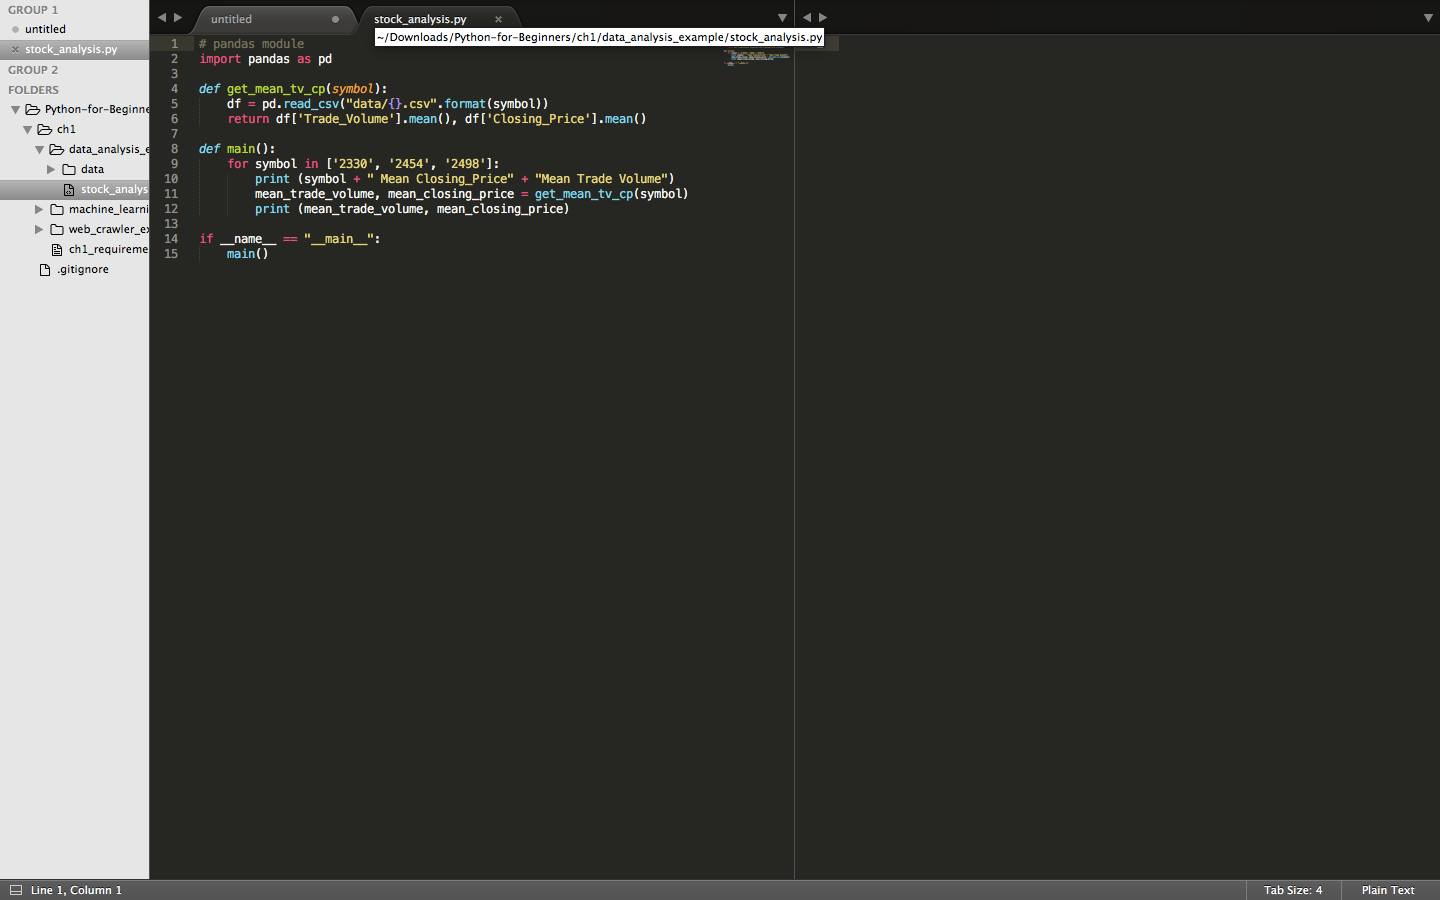 GROUP 1
untitled
stock_analysis.py
GROUP 2
FOLDERS
Python-for-Beginne
ch1
data_analysis_e
data
stock_analys
machine_learni
web_crawler_ex
ch1_requireme
.gitignore
untitled
stock_analysis.py
~/Downloads/Python-for-Beginners/ch1/data_analysis_example/stock_analysis.py
1 # pandas module
2 import pandas as pd
3
4 def get_mean_tv_cp(symbol):
5     df = pd.read_csv("data/{}.csv".format(symbol))
6     return df['Trade_Volume'].mean(), df['Closing_Price'].mean()
7
8 def main():
9     for symbol in ['2330', '2454', '2498']:
10         print (symbol + " Mean Closing_Price" + "Mean Trade Volume")
11         mean_trade_volume, mean_closing_price = get_mean_tv_cp(symbol)
12         print (mean_trade_volume, mean_closing_price)
13
14 if __name__ == "__main__":
15     main()
Line 1, Column 1
Tab Size: 4
Plain Text